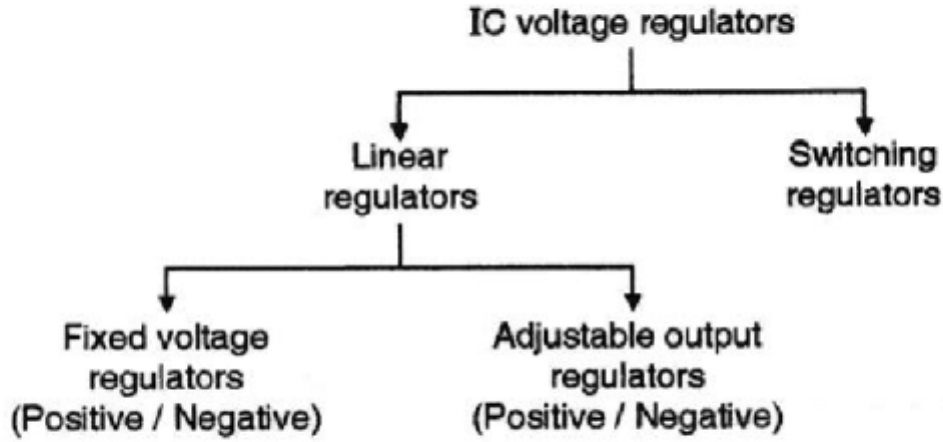 IC voltage regulators
Linear
regulators
Switching
regulators
Fixed voltage
regulators
(Positive / Negative)
Adjustable output
regulators
(Positive / Negative)